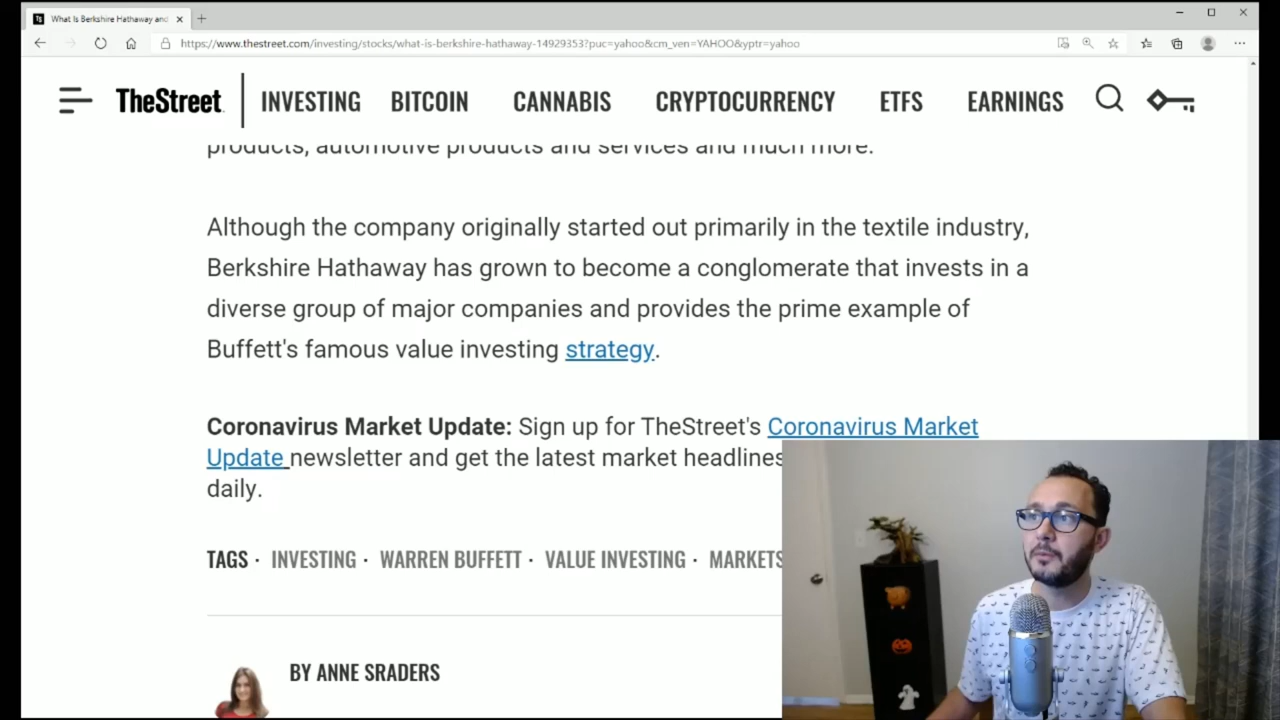 What Is Berkshire Hathaway and
https://www.thestreet.com/investing/stocks/what-is-berkshire-hathaway-14929353?puc=yahoo&cm_ven=YAHOO&yptr=yahoo
TheStreet INVESTING BITCOIN CANNABIS CRYPTOCURRENCY ETFS EARNINGS
products, automotive products and services and much more.
Although the company originally started out primarily in the textile industry,
Berkshire Hathaway has grown to become a conglomerate that invests in a
diverse group of major companies and provides the prime example of
Buffett's famous value investing strategy.
Coronavirus Market Update: Sign up for TheStreet's Coronavirus Market
Update newsletter and get the latest market headlines
daily.
TAGS · INVESTING · WARREN BUFFETT · VALUE INVESTING · MARKETS
BY ANNE SRADERS